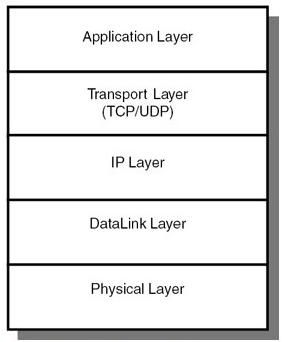 Application Layer
Transport Layer
(TCP/UDP)
IP Layer
DataLink Layer
Physical Layer